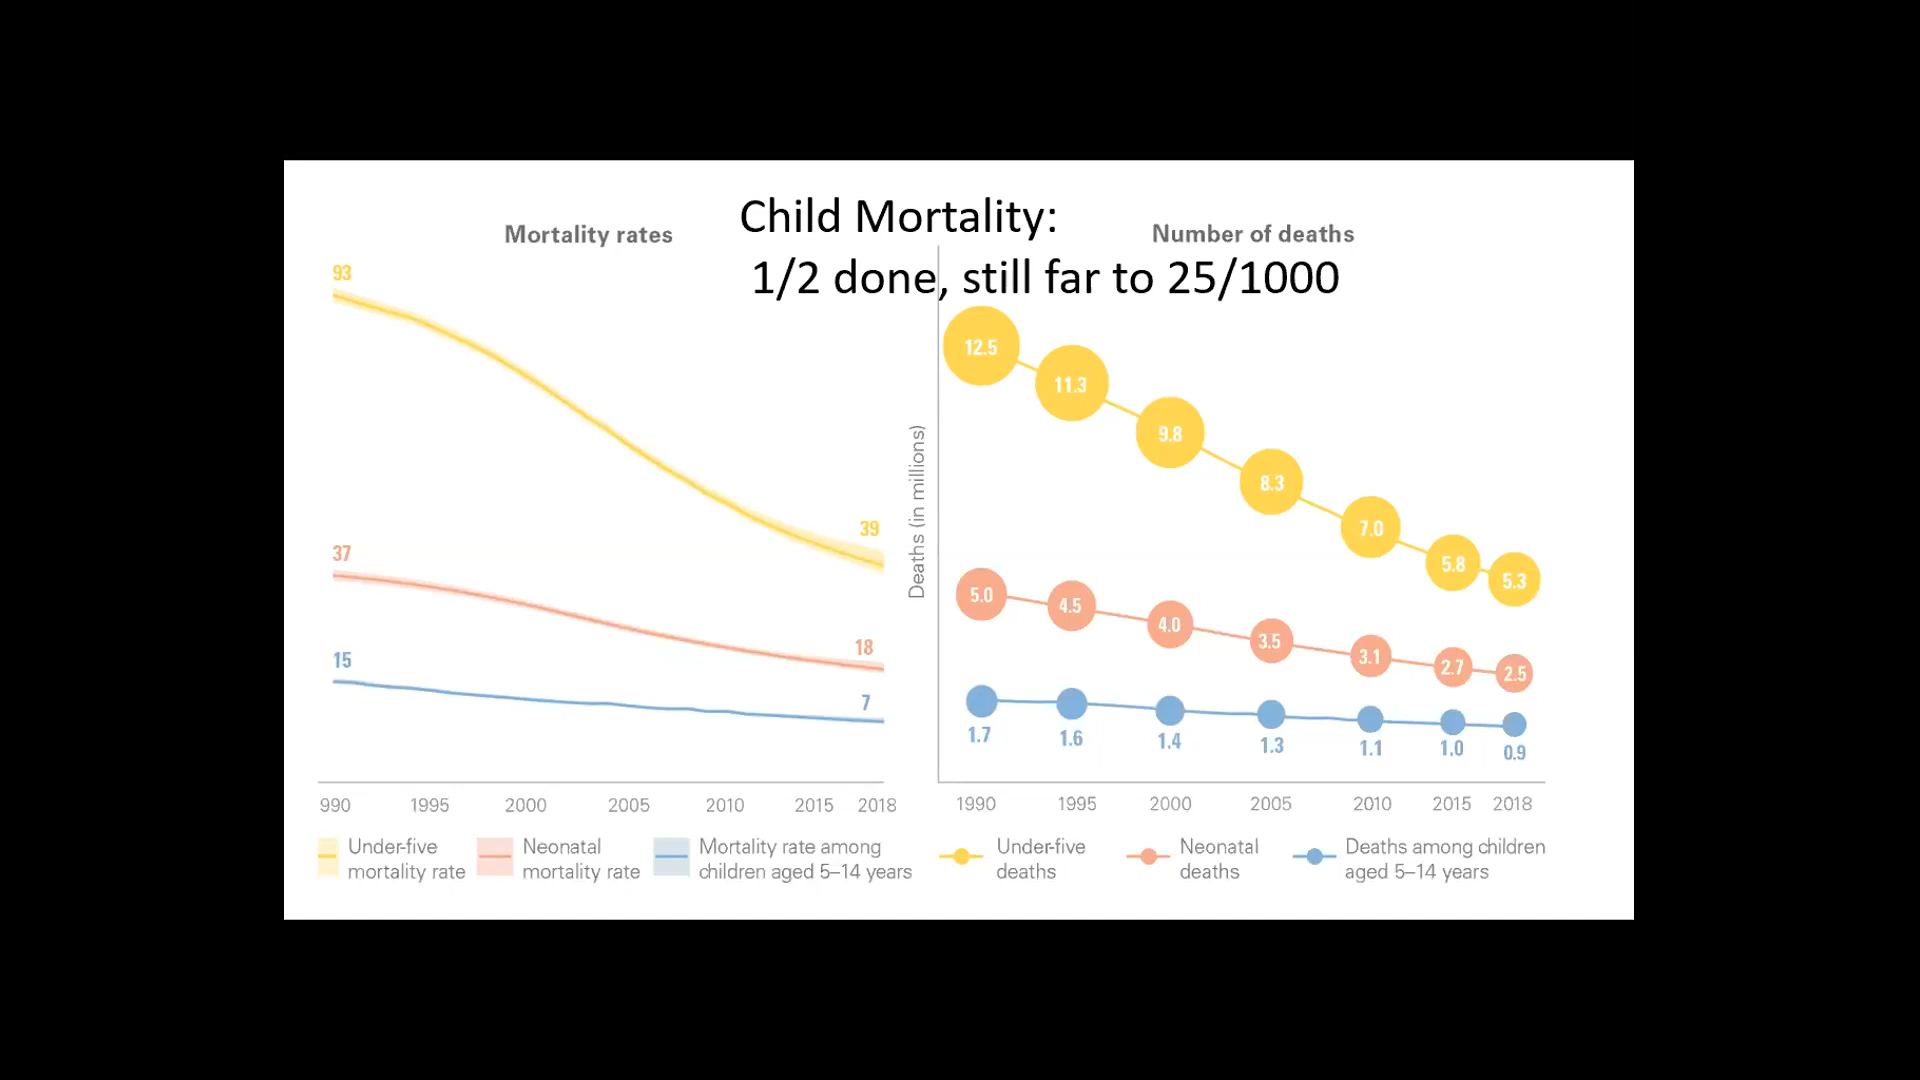 Child Mortality:
1/2 done, still far to 25/1000
Mortality rates
93
39
37
18
15
7
990 1995 2000 2005 2010 2015 2018
Under-five
mortality rate
Neonatal
mortality rate
Mortality rate among
children aged 5–14 years
Number of deaths
Deaths (in millions)
12.5 11.3 9.8 8.3 7.0 5.8 5.3
5.0 4.5 4.0 3.5 3.1 2.7 2.5
1.7 1.6 1.4 1.3 1.1 1.0 0.9
1990 1995 2000 2005 2010 2015 2018
Under-five
deaths
Neonatal
deaths
Deaths among children
aged 5–14 years